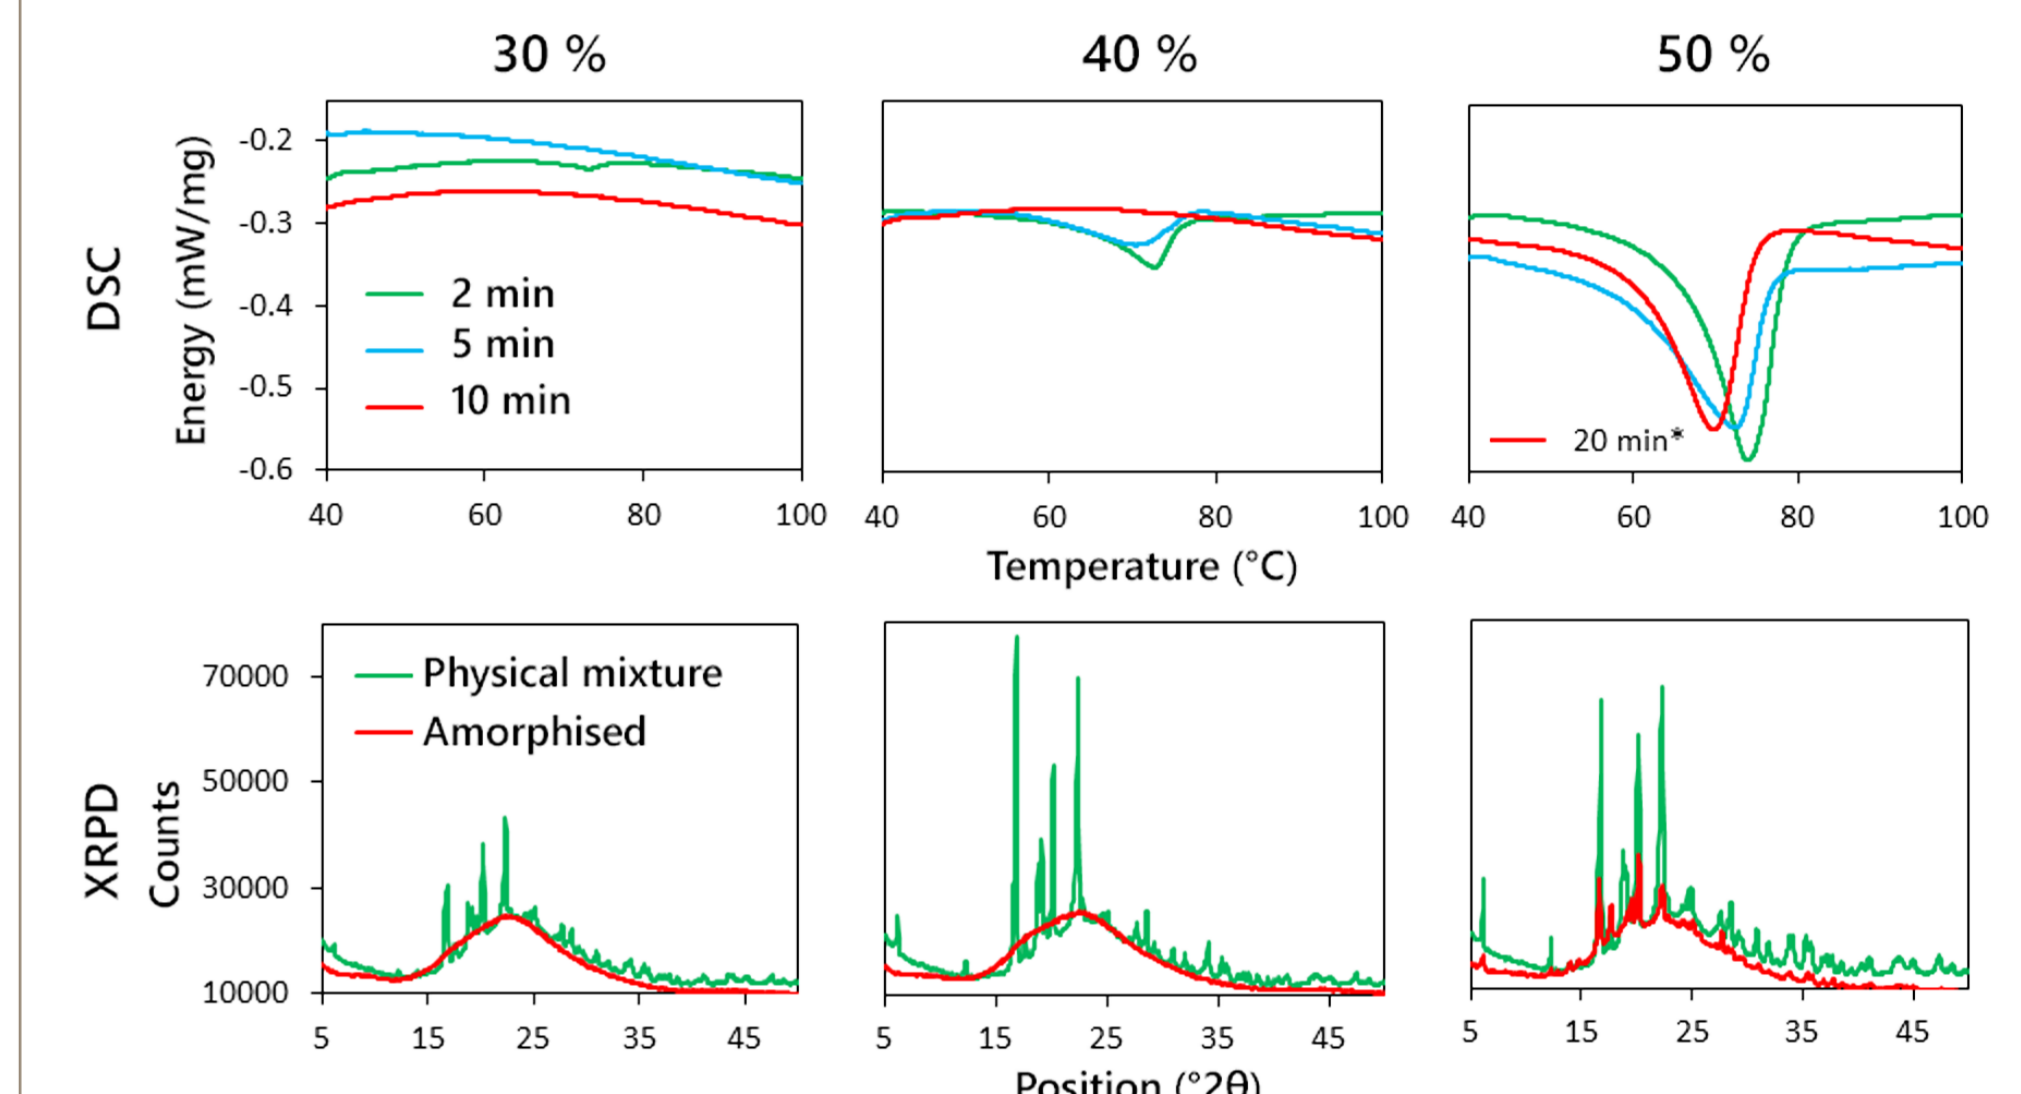 30 %
40 %
50 %
DSC
Energy (mW/mg)
-0.2
-0.3
-0.4
-0.5
-0.6
2 min
5 min
10 min
20 min*
40 60 80 100
40 60 80 100
40 60 80 100
Temperature (°C)
XRPD
Counts
70000
50000
30000
10000
Physical mixture
Amorphised
5 15 25 35 45
5 15 25 35 45
5 15 25 35 45
Position (°2θ)